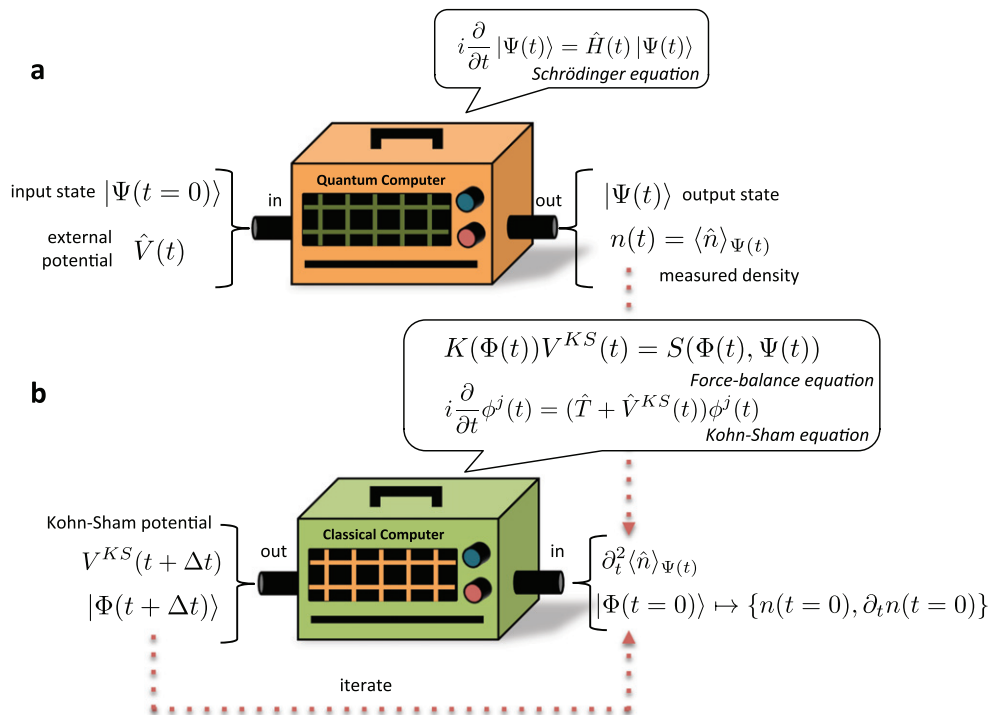 a
i ∂/∂t |Ψ(t)⟩ = Ĥ(t) |Ψ(t)⟩
Schrödinger equation
Quantum Computer
input state |Ψ(t = 0)⟩
external
potential V̂(t)
in
out
|Ψ(t)⟩ output state
n(t) = ⟨n̂⟩_Ψ(t)
measured density
b
K(Φ(t))V^{KS}(t) = S(Φ(t), Ψ(t))
Force-balance equation
i ∂/∂t ϕ^j(t) = (T̂ + V̂^{KS}(t))ϕ^j(t)
Kohn-Sham equation
Classical Computer
Kohn-Sham potential
V^{KS}(t + Δt)
|Φ(t + Δt)⟩
out
in
∂_t^2⟨n̂⟩_Ψ(t)
|Φ(t = 0)⟩ ↦ {n(t = 0), ∂_t n(t = 0)}
iterate